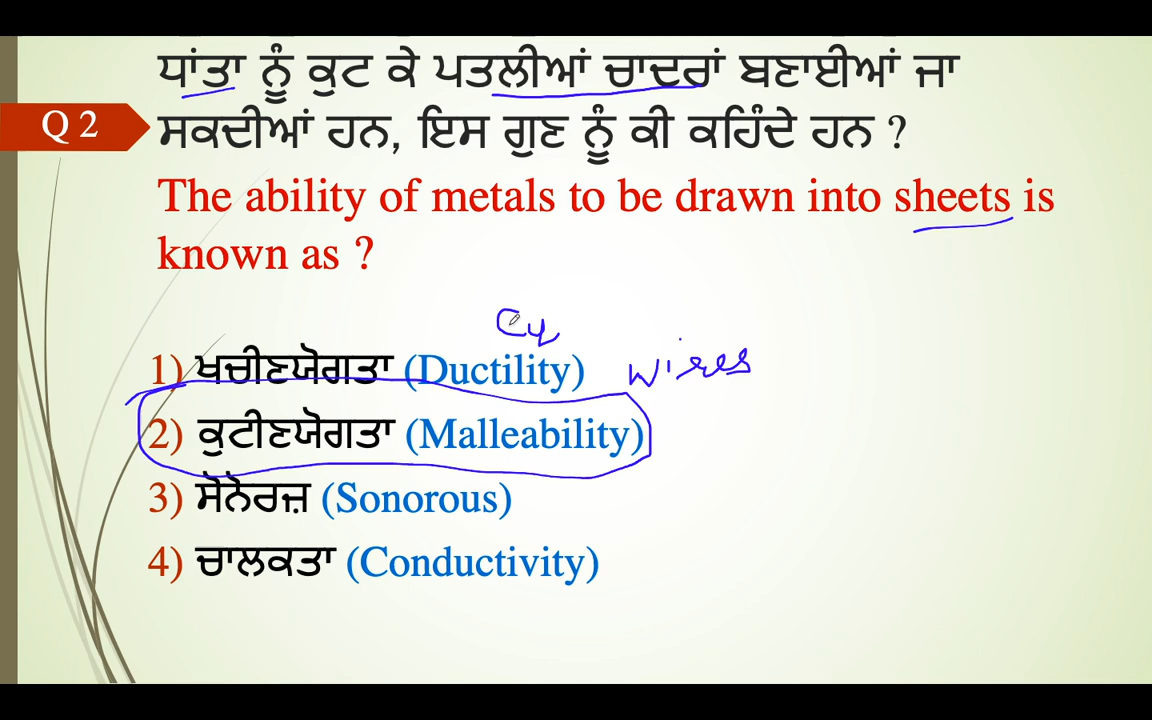 ਧਾਂਤਾ ਨੂੰ ਕੁਟ ਕੇ ਪਤਲੀਆਂ ਚਾਦਰਾਂ ਬਣਾਈਆਂ ਜਾ
Q 2
ਸਕਦੀਆਂ ਹਨ, ਇਸ ਗੁਣ ਨੂੰ ਕੀ ਕਹਿੰਦੇ ਹਨ ?
The ability of metals to be drawn into sheets is
known as ?
Cu
1) ਖਚੀਣਯੋਗਤਾ (Ductility) Wires
2) ਕੁਟੀਣਯੋਗਤਾ (Malleability)
3) ਸੋਨੋਰਜ਼ (Sonorous)
4) ਚਾਲਕਤਾ (Conductivity)